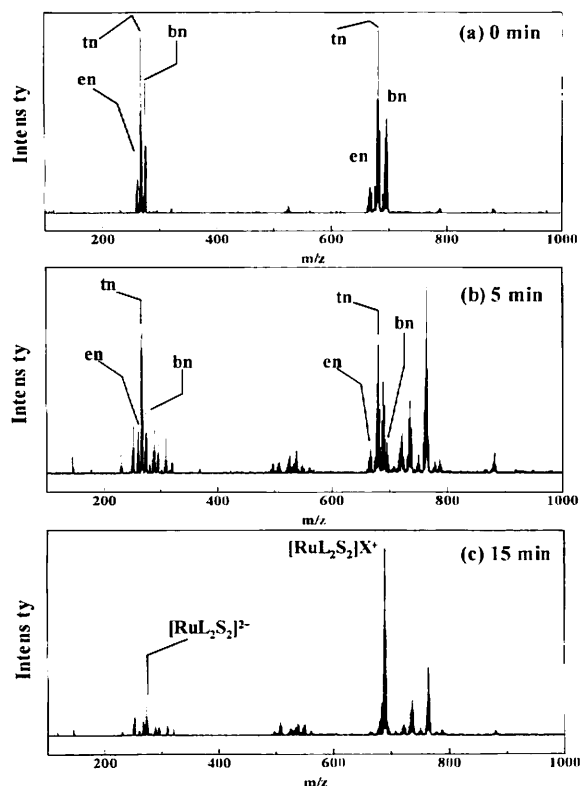 tn
bn
tn
(a) 0 min
en
bn
en
Intens ty
200
400
600
800
1000
m/z
tn
tn
(b) 5 min
bn
en
bn
en
Intens ty
200
400
600
800
1000
m/z
[RuL₂S₂]X⁺
(c) 15 min
[RuL₂S₂]²⁺
Intens ty
200
400
600
800
1000
m/z